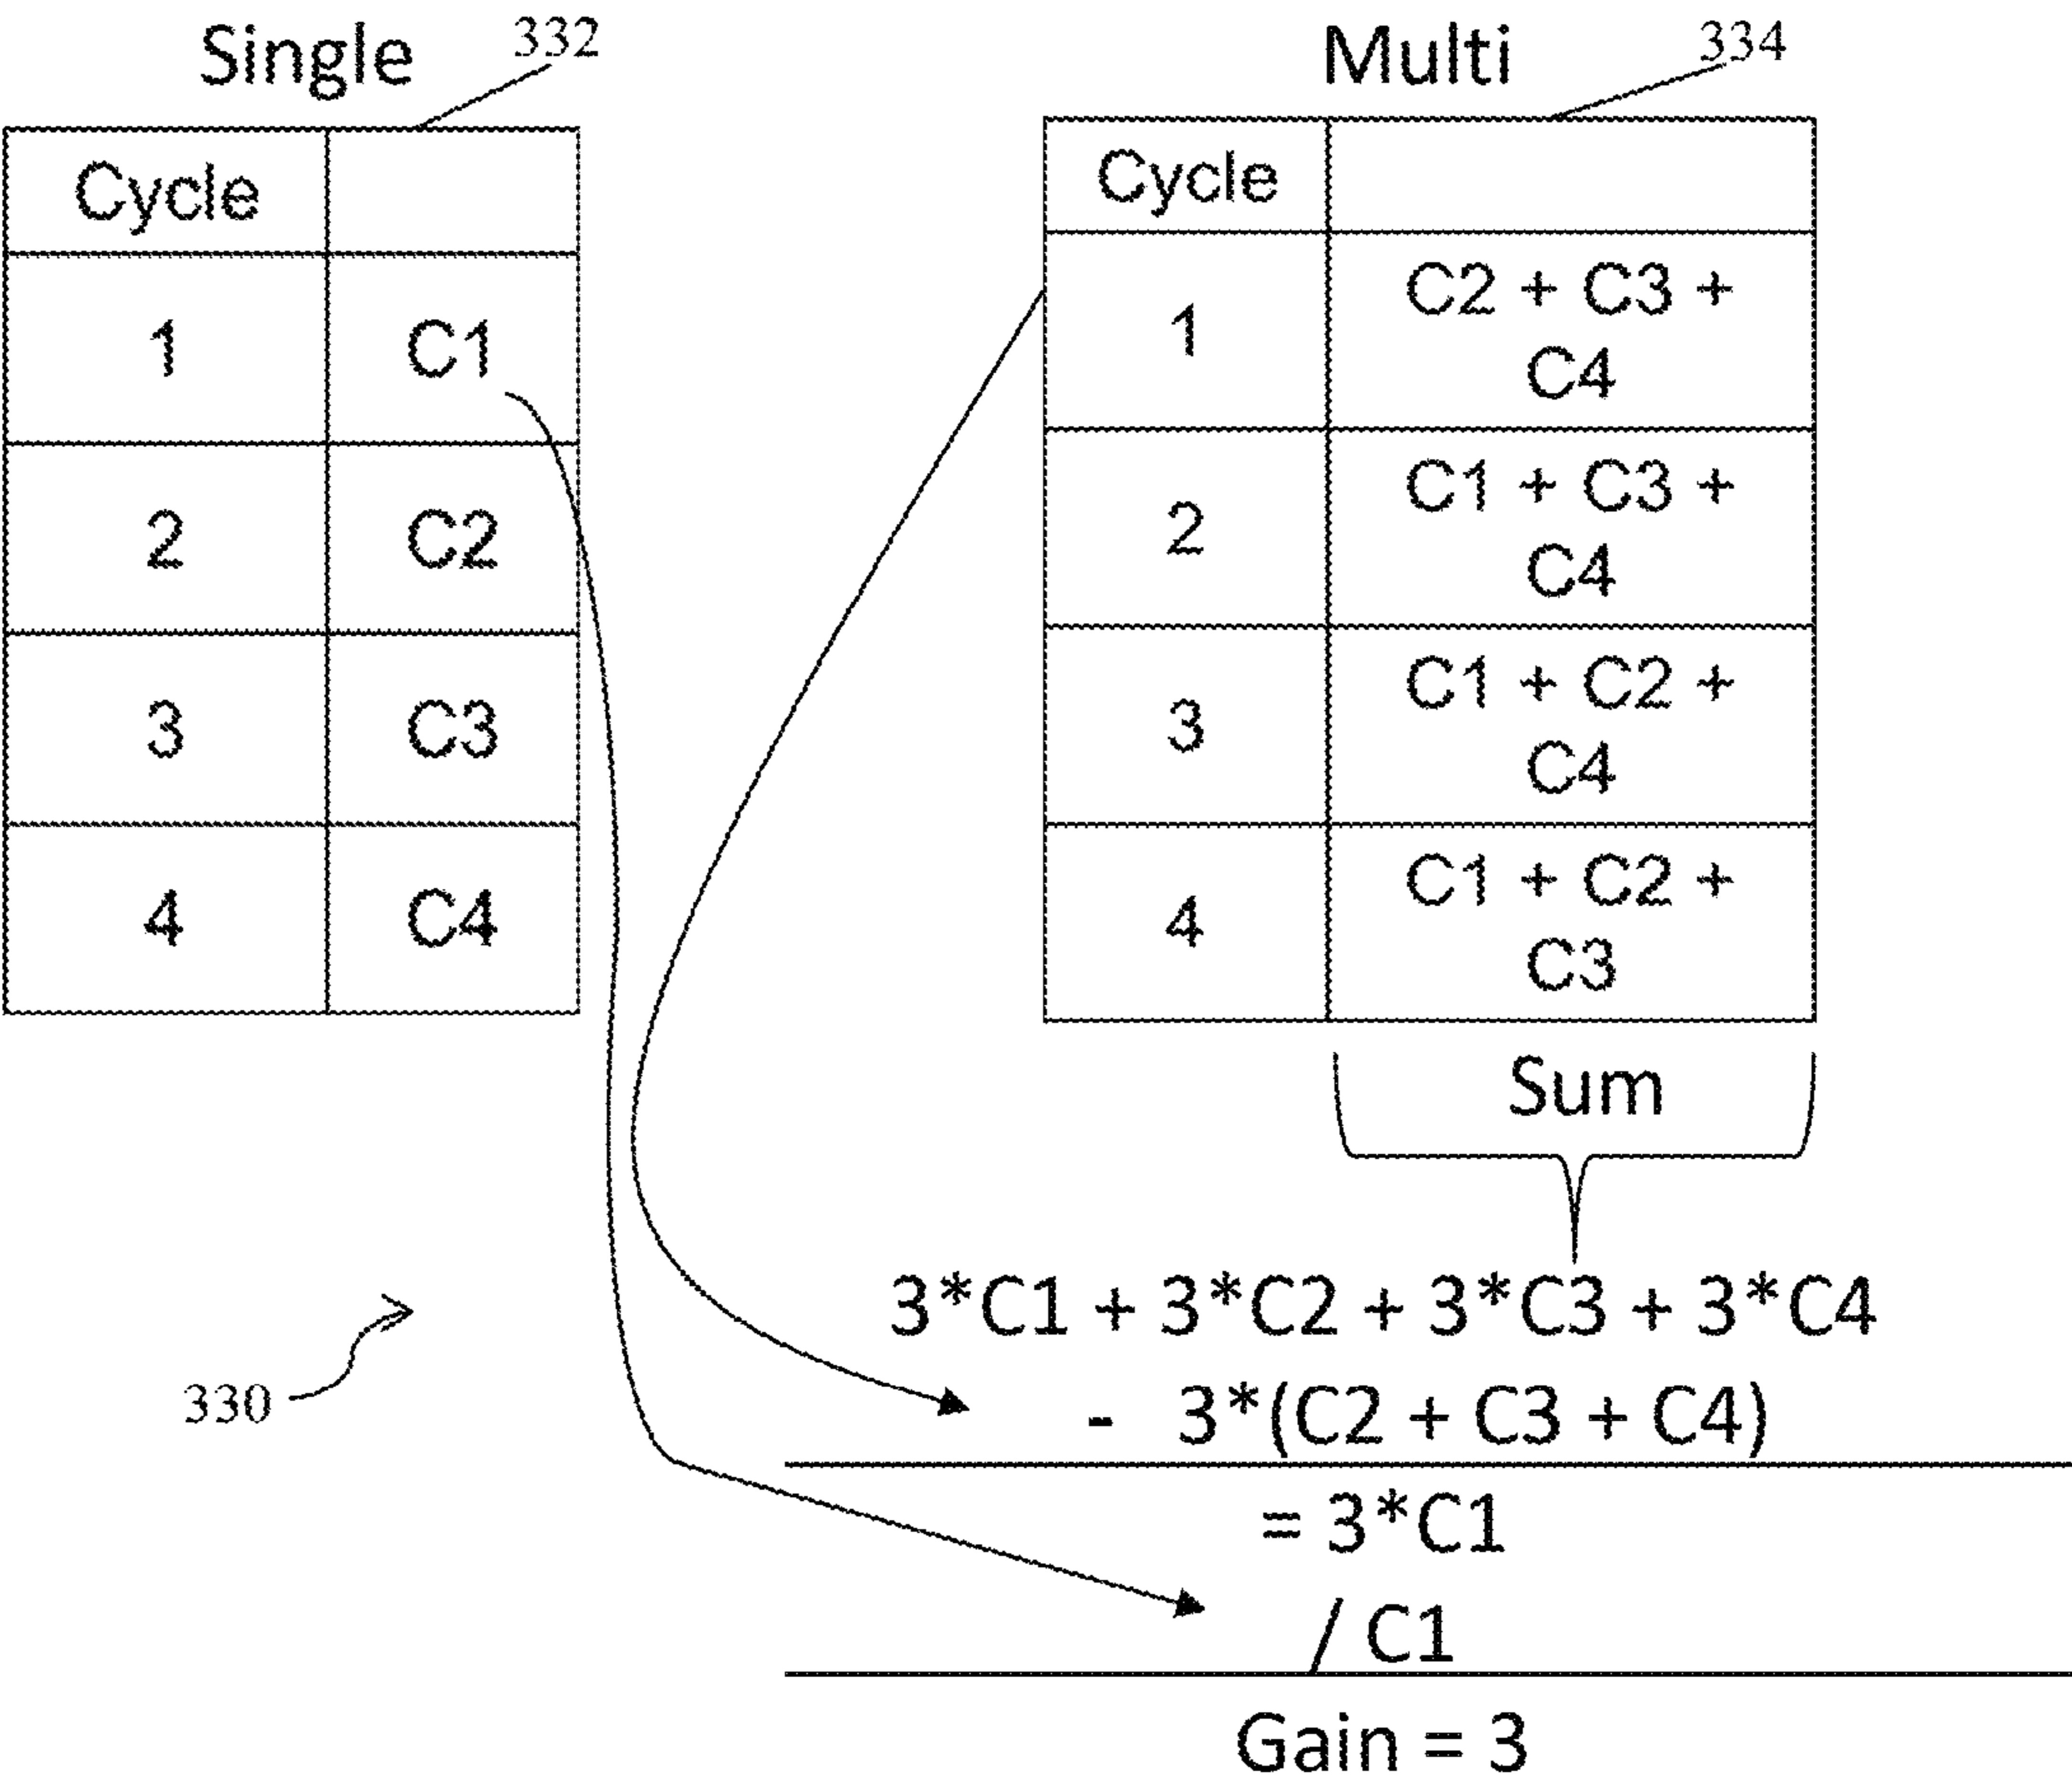 Single 332
Cycle
1 C1
2 C2
3 C3
4 C4
Multi 334
Cycle
1 C2 + C3 +
C4
2 C1 + C3 +
C4
3 C1 + C2 +
C4
4 C1 + C2 +
C3
Sum
3*C1 + 3*C2 + 3*C3 + 3*C4
- 3*(C2 + C3 + C4)
= 3*C1
/ C1
Gain = 3
330